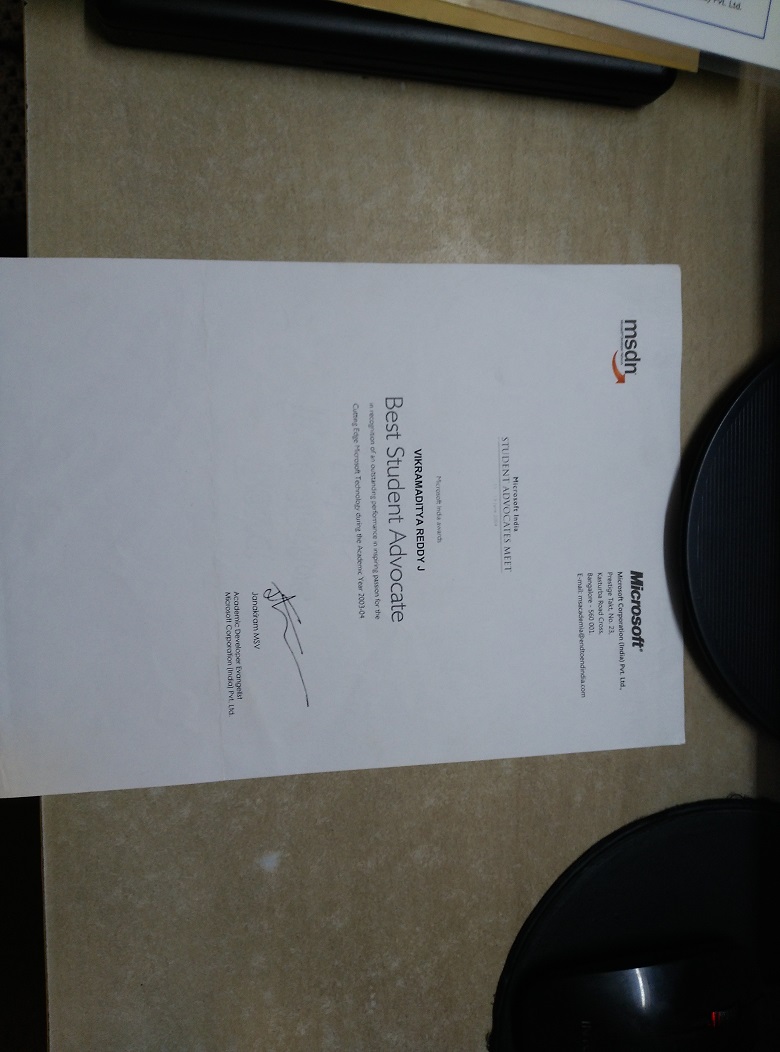 msdn
Microsoft
Microsoft Corporation (India) Pvt. Ltd.,
Prestige Takt, No. 23,
Kasturba Road Cross,
Bangalore - 560 001.
E-mail: msacademia@endtoendindia.com
Microsoft India
STUDENT ADVOCATES MEET
Microsoft India awards
VIKRAMADITYA REDDY J
Best Student Advocate
in recognition of an outstanding performance in inspiring passion for the
Cutting Edge Microsoft Technology during the Academic Year 2003-04
Janakiram MSV
Academic Developer Evangelist
Microsoft Corporation (India) Pvt. Ltd.
Pvt. Ltd.